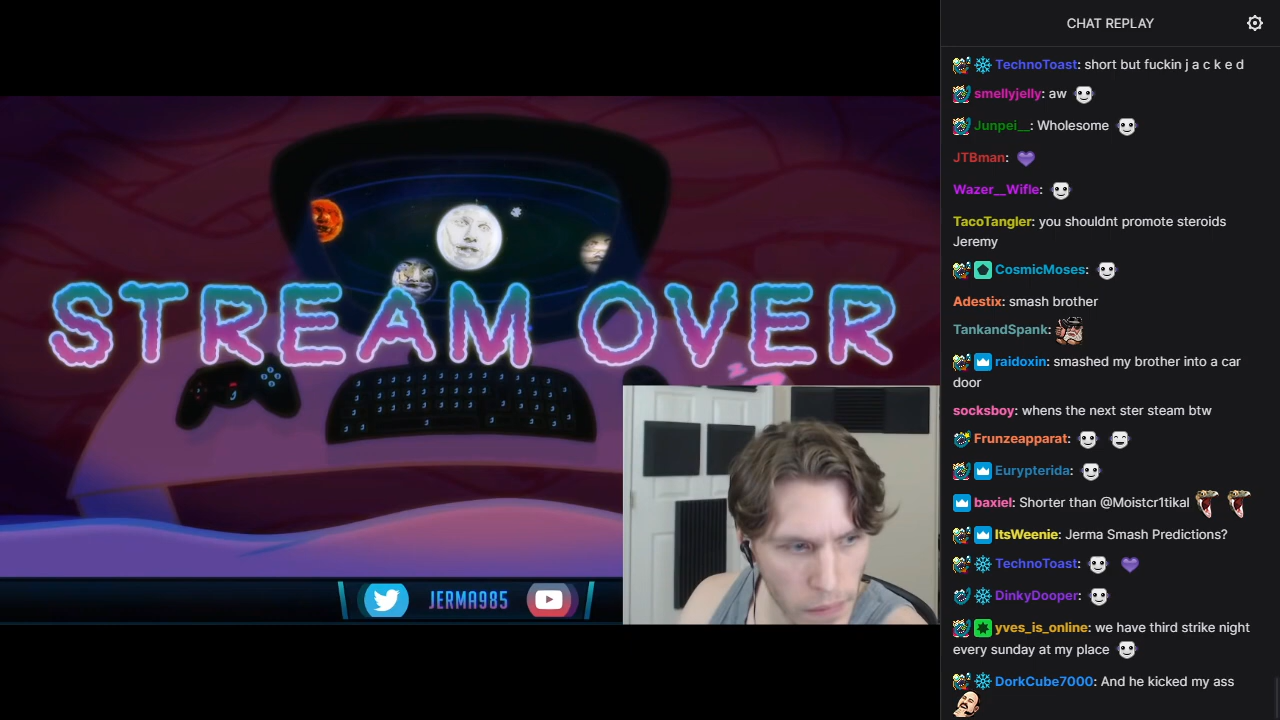 CHAT REPLAY
TechnoToast: short but fuckin j a c k e d
smellyjelly: aw
Junpei__: Wholesome
JTBman:
Wazer__Wifle:
TacoTangler: you shouldnt promote steroids
Jeremy
CosmicMoses:
Adestix: smash brother
TankandSpank:
raidoxin: smashed my brother into a car
door
socksboy: whens the next ster steam btw
Frunzeapparat:
Eurypterida:
baxiel: Shorter than @Moistcr1tikal
ItsWeenie: Jerma Smash Predictions?
TechnoToast:
DinkyDooper:
yves_is_online: we have third strike night
every sunday at my place
DorkCube7000: And he kicked my ass
STREAM OVER
JERMA985